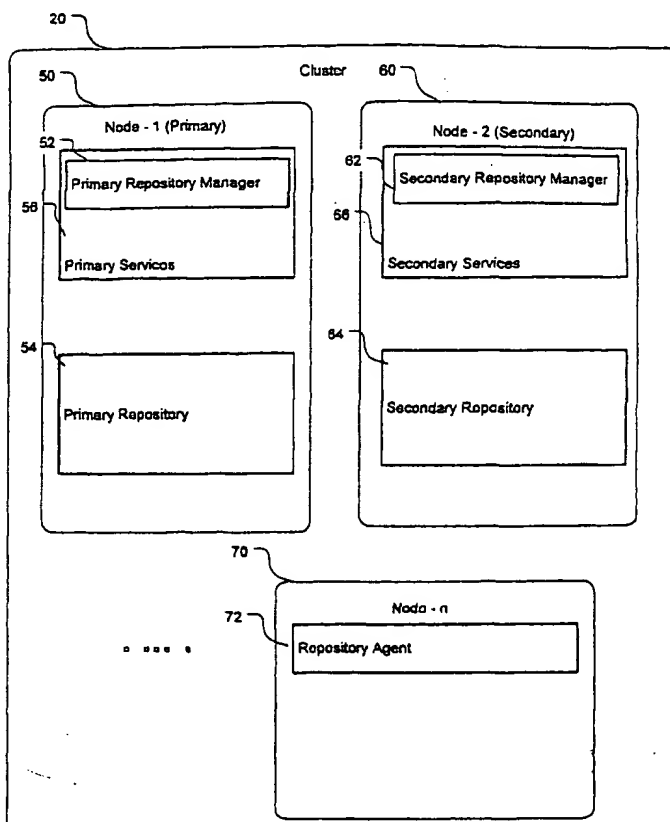 20
Cluster
50
60
Node - 1 (Primary)
Node - 2 (Secondary)
52
62
Primary Repository Manager
Secondary Repository Manager
56
66
Primary Services
Secondary Services
54
64
Primary Repository
Secondary Repository
70
Node - n
72
Repository Agent